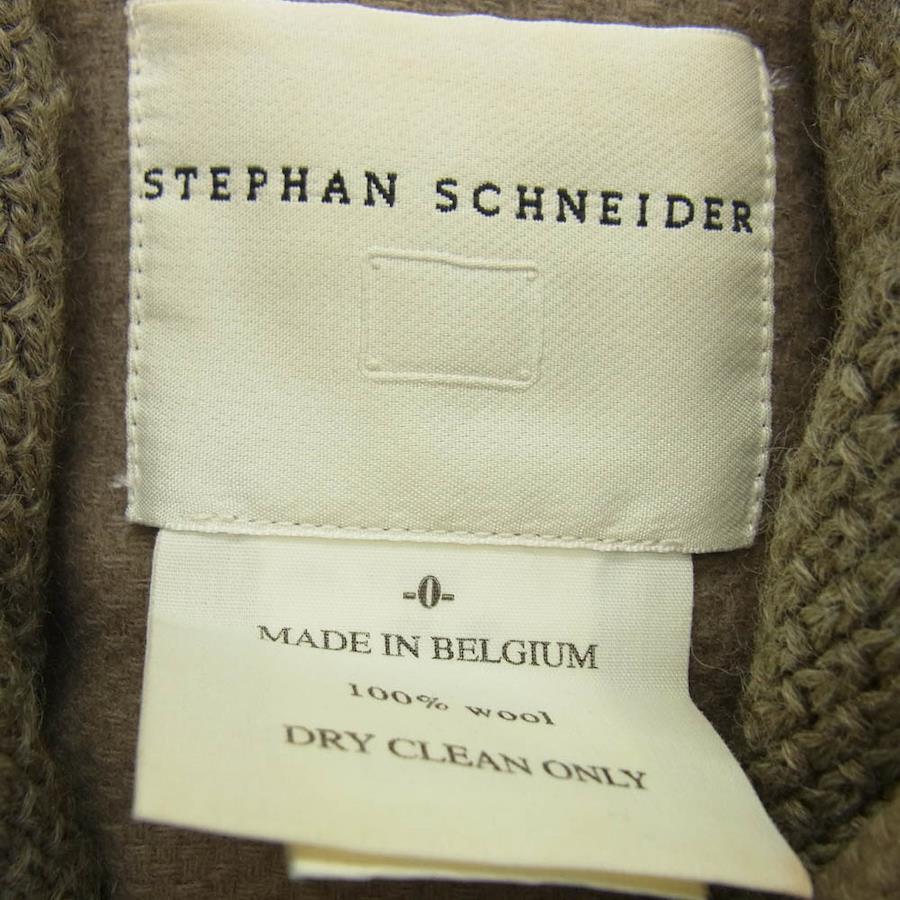 STEPHAN SCHNEIDER
-0-
MADE IN BELGIUM
100% wool
DRY CLEAN ONLY